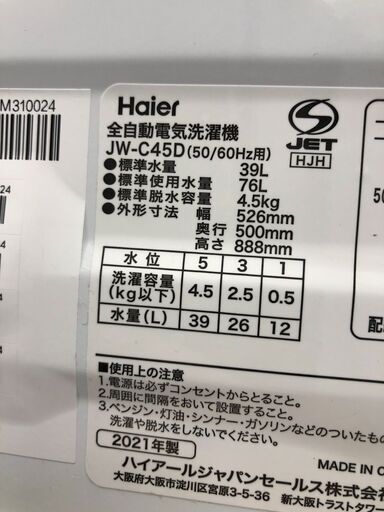 M310024
Haier
全自動電気洗濯機
JW-C45D(50/60Hz用)
S
JET
HJH
●標準水量 39L
●標準使用水量 76L
●標準脱水容量 4.5kg
●外形寸法 幅 526mm
奥行 500mm
高さ 888mm
水位 5 3 1
洗濯容量(kg以下) 4.5 2.5 0.5
水量(L) 39 26 12
■使用上の注意
1.電源は必ずコンセントからとること。
2.周囲に間隔をおいて設置すること。
3.ベンジン・灯油・シンナー・ガソリンなどのついたもの
洗濯や脱水をしないでください。
2021年製
ハイアールジャパンセールス株式
大阪府大阪市淀川区宮原3-5-36 新大阪トラストタワー
MADE IN C
配
50
24
24
4
4
4